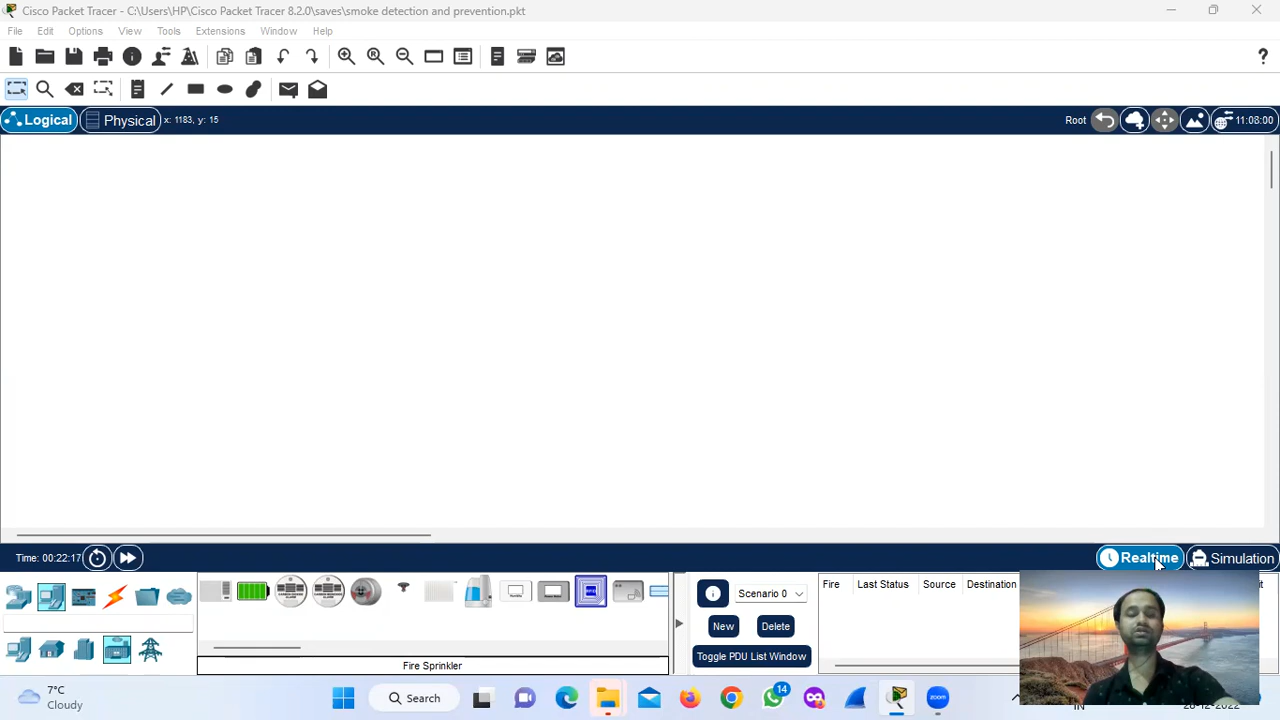 Cisco Packet Tracer - C:\Users\HP\Cisco Packet Tracer 8.2.0\saves\smoke detection and prevention.pkt
File Edit Options View Tools Extensions Window Help
Logical Physical x: 1183, y: 15 Root 11:08:00
Time: 00:22:17 Realtime Simulation
Scenario 0 Fire Last Status Source Destination
New Delete
Toggle PDU List Window
Fire Sprinkler
7°C
Cloudy
Search
14
zoom
IN